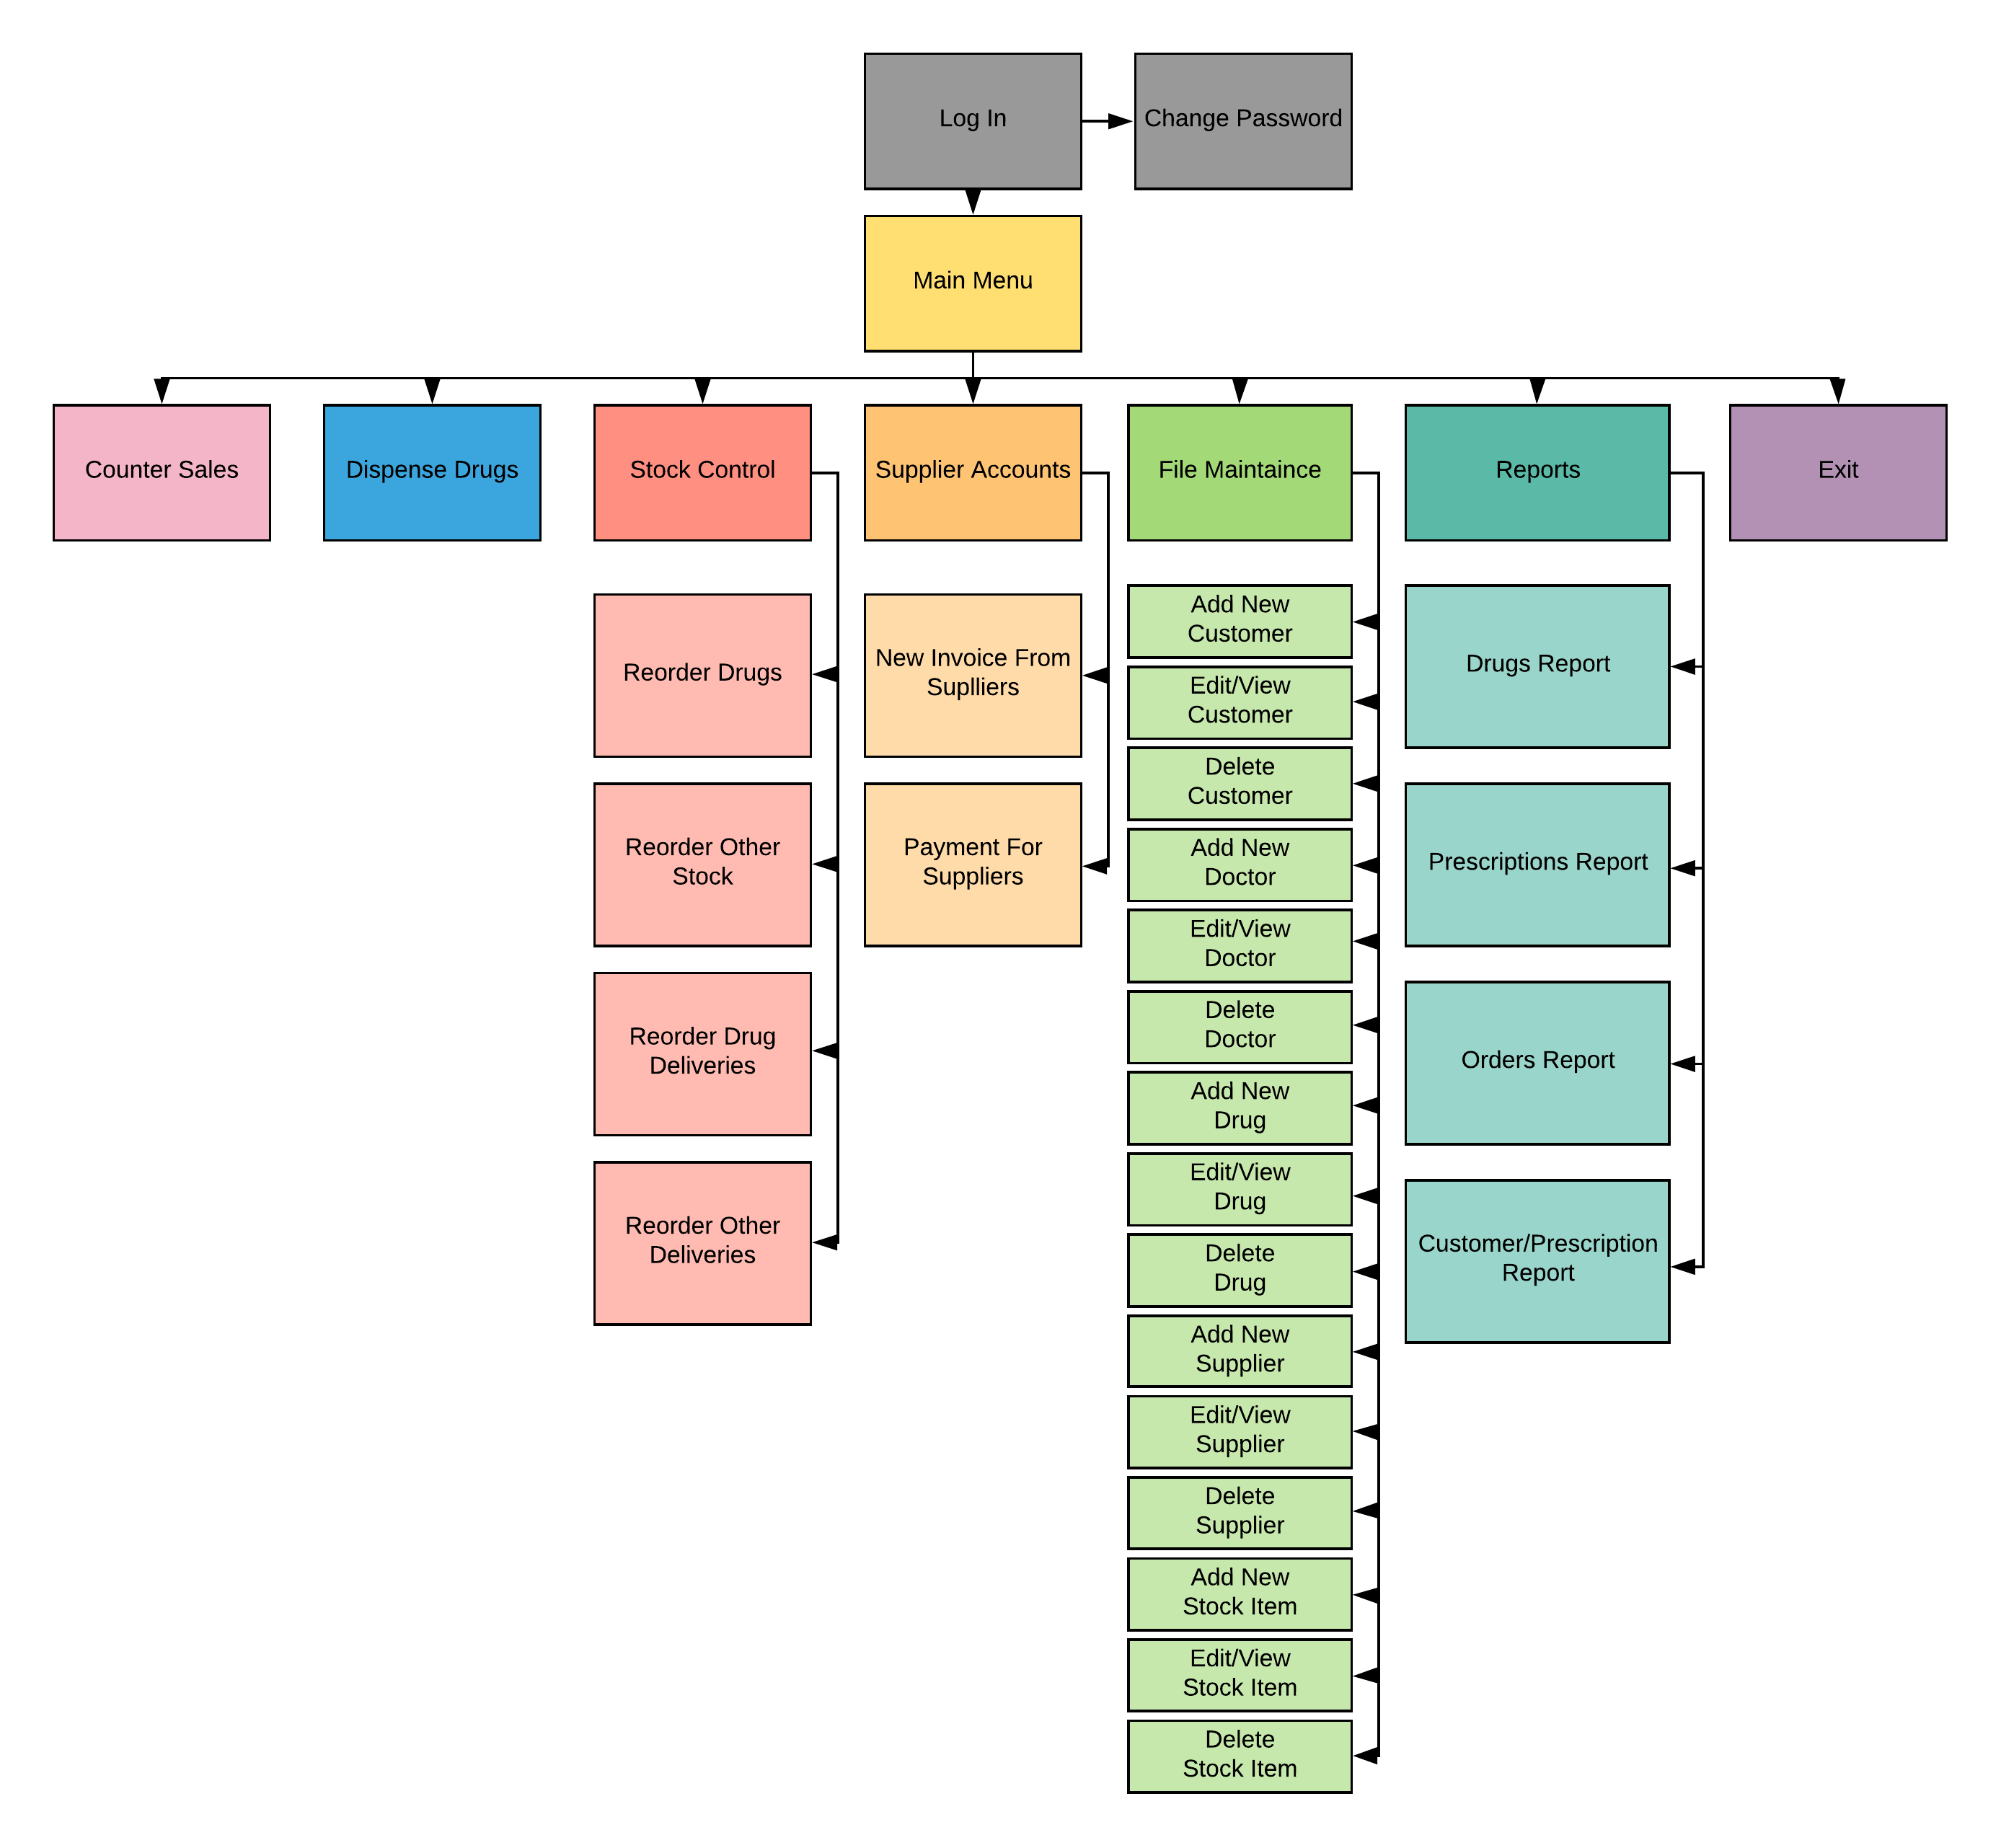 Log In
Change Password
Main Menu
Counter Sales
Dispense Drugs
Stock Control
Supplier Accounts
File Maintaince
Reports
Exit
Reorder Drugs
Reorder Other
Stock
Reorder Drug
Deliveries
Reorder Other
Deliveries
New Invoice From
Suplliers
Payment For
Suppliers
Add New
Customer
Edit/View
Customer
Delete
Customer
Add New
Doctor
Edit/View
Doctor
Delete
Doctor
Add New
Drug
Edit/View
Drug
Delete
Drug
Add New
Supplier
Edit/View
Supplier
Delete
Supplier
Add New
Stock Item
Edit/View
Stock Item
Delete
Stock Item
Drugs Report
Prescriptions Report
Orders Report
Customer/Prescription
Report